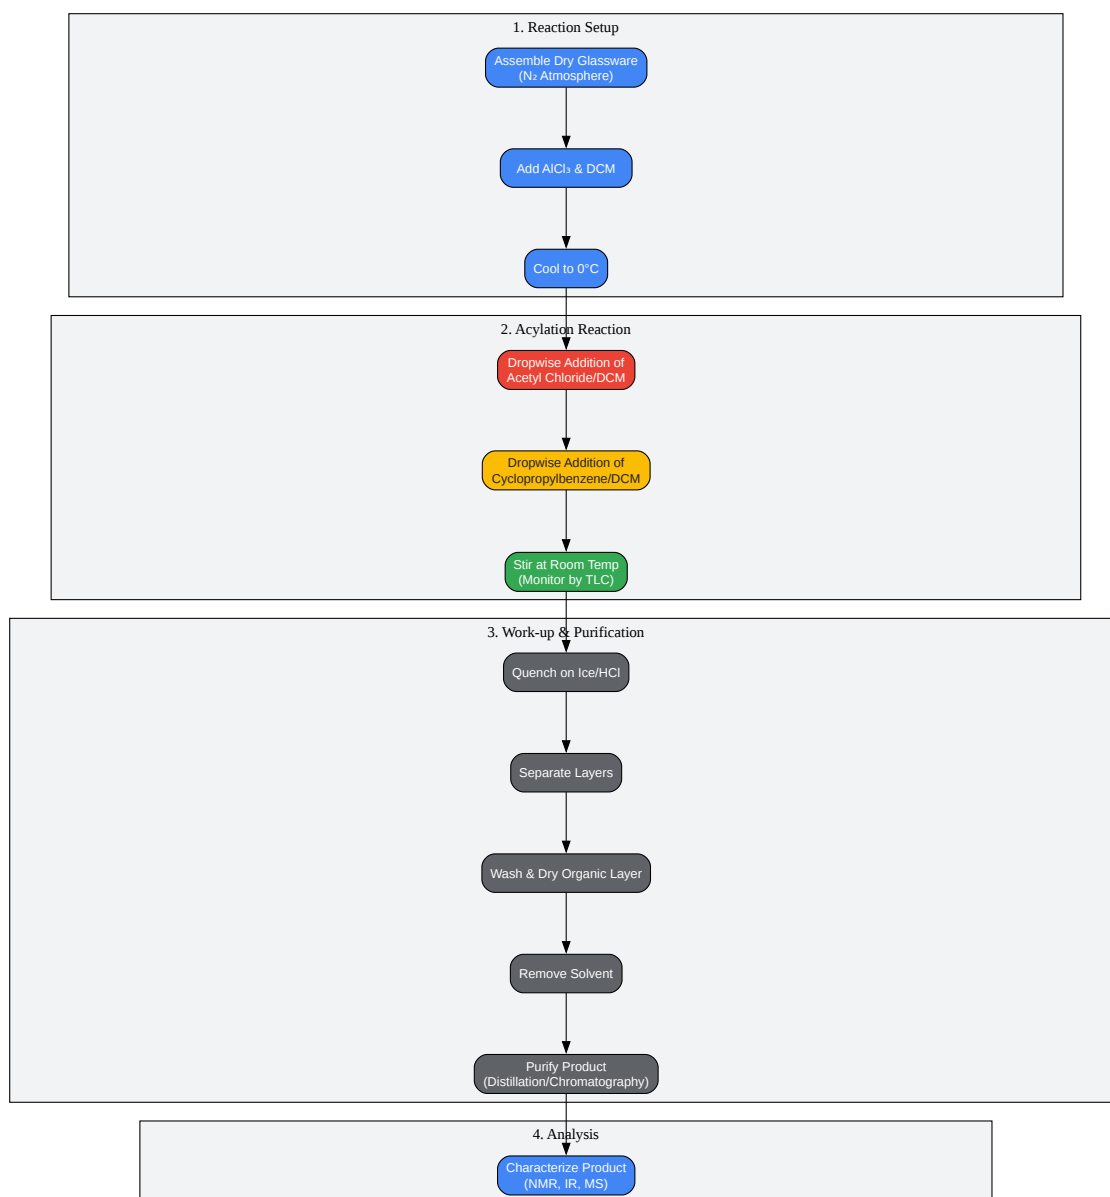 1. Reaction Setup
Assemble Dry Glassware
(N₂ Atmosphere)
Add AlCl₃ & DCM
Cool to 0°C
2. Acylation Reaction
Dropwise Addition of
Acetyl Chloride/DCM
Dropwise Addition of
Cyclopropylbenzene/DCM
Stir at Room Temp
(Monitor by TLC)
3. Work-up & Purification
Quench on Ice/HCl
Separate Layers
Wash & Dry Organic Layer
Remove Solvent
Purify Product
(Distillation/Chromatography)
4. Analysis
Characterize Product
(NMR, IR, MS)